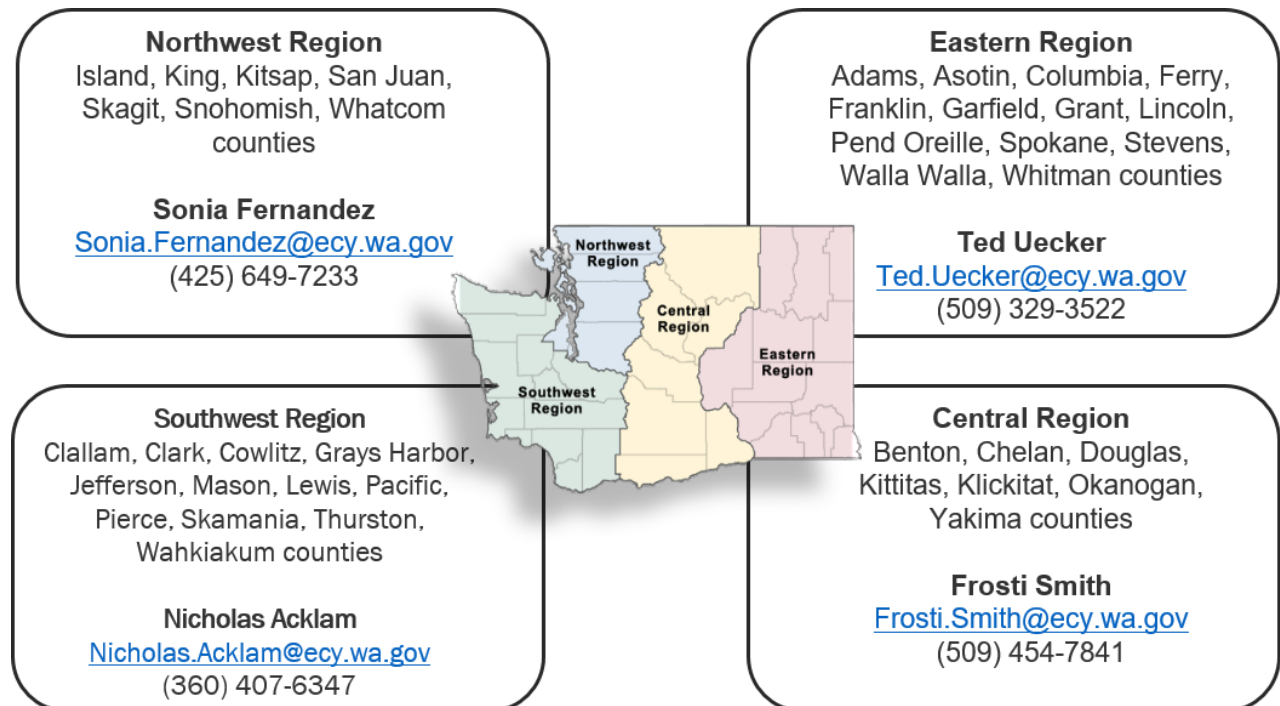 Northwest Region
Island, King, Kitsap, San Juan,
Skagit, Snohomish, Whatcom
counties
Sonia Fernandez
Sonia.Fernandez@ecy.wa.gov
(425) 649-7233
Eastern Region
Adams, Asotin, Columbia, Ferry,
Franklin, Garfield, Grant, Lincoln,
Pend Oreille, Spokane, Stevens,
Walla Walla, Whitman counties
Ted Uecker
Ted.Uecker@ecy.wa.gov
(509) 329-3522
Northwest
Region
Central
Region
Eastern
Region
Southwest
Region
Southwest Region
Clallam, Clark, Cowlitz, Grays Harbor,
Jefferson, Mason, Lewis, Pacific,
Pierce, Skamania, Thurston,
Wahkiakum counties
Nicholas Acklam
Nicholas.Acklam@ecy.wa.gov
(360) 407-6347
Central Region
Benton, Chelan, Douglas,
Kittitas, Klickitat, Okanogan,
Yakima counties
Frosti Smith
Frosti.Smith@ecy.wa.gov
(509) 454-7841